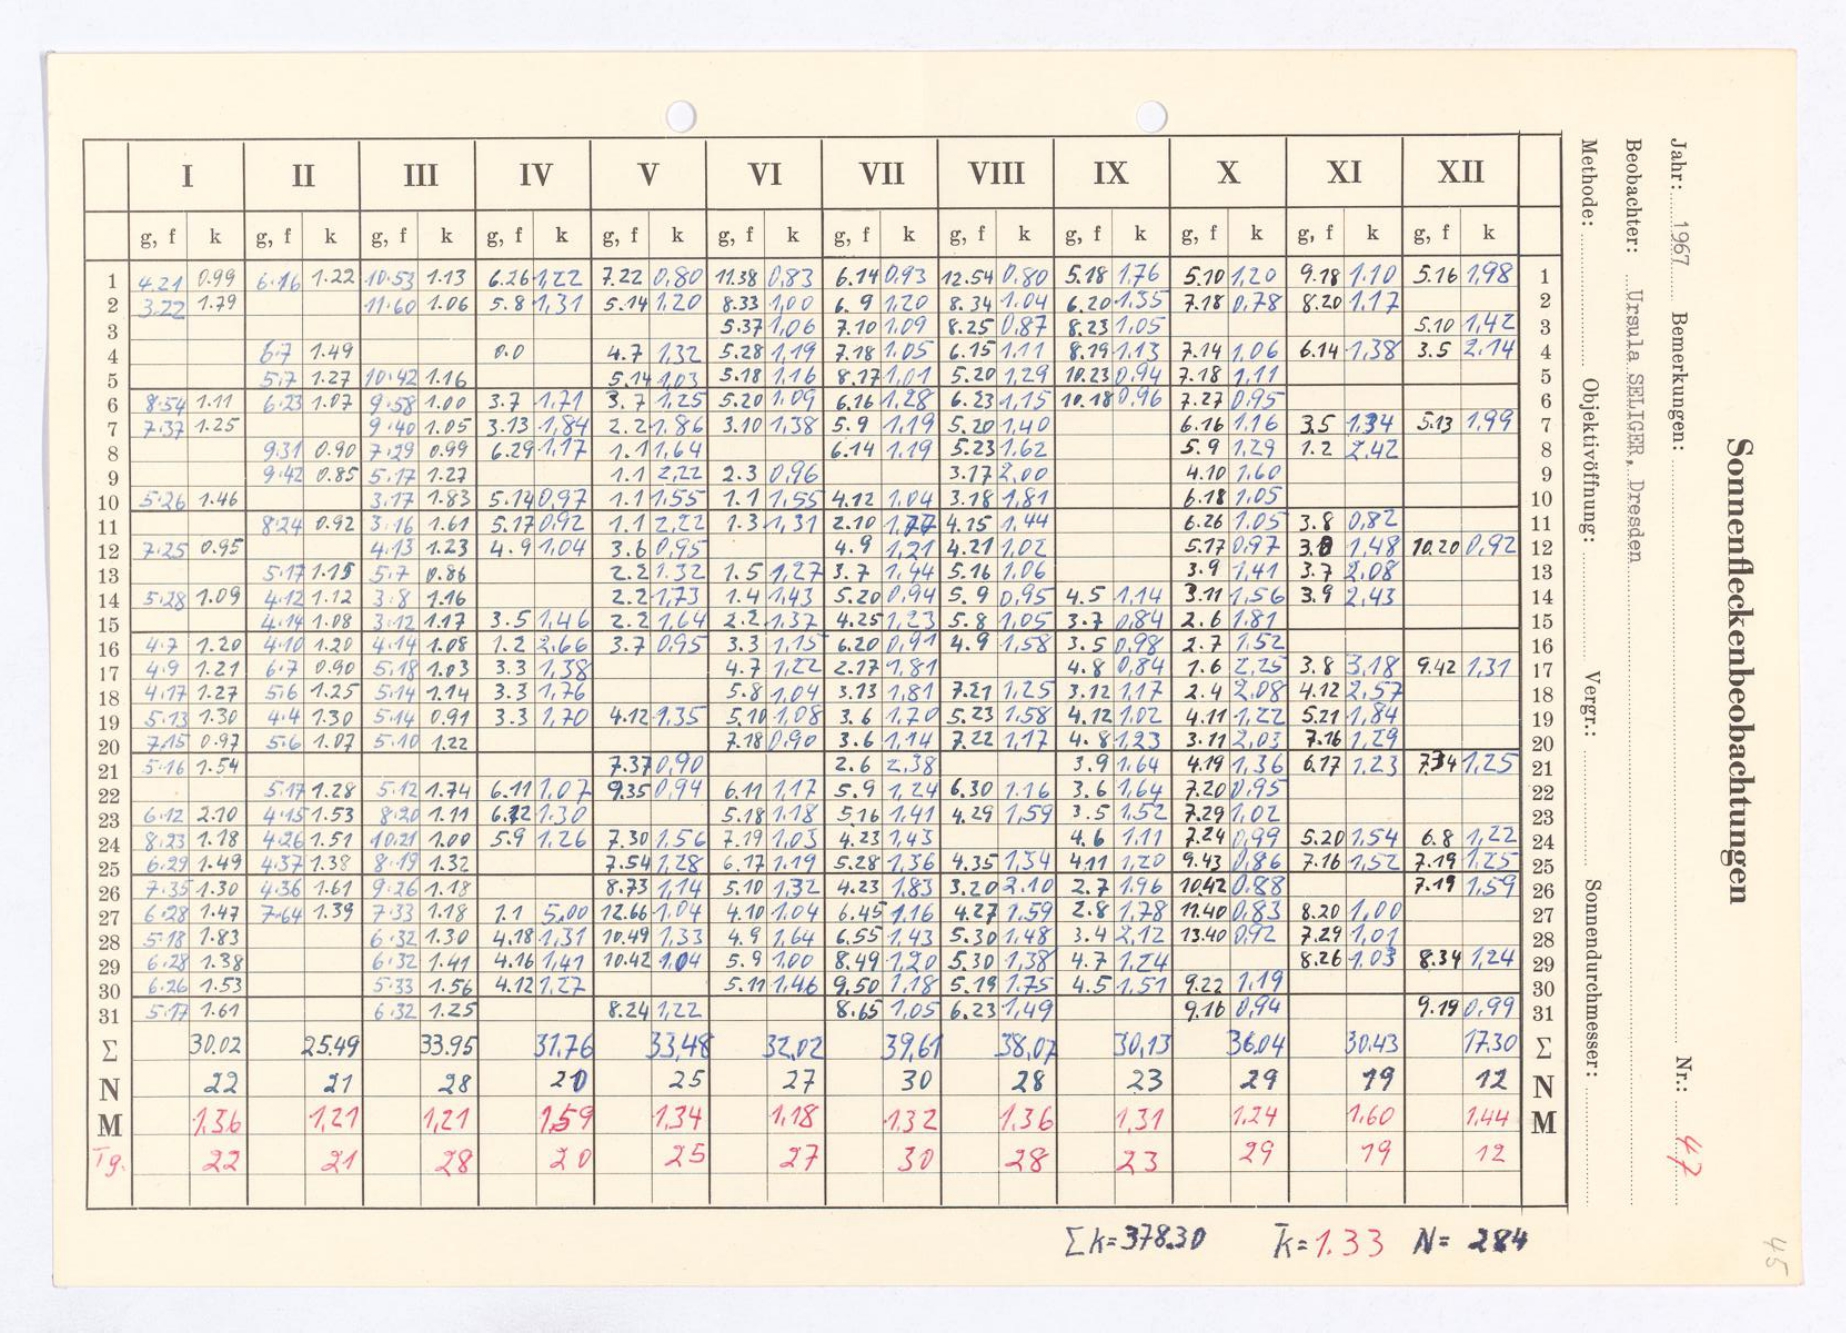 Sonnenfleckenbeobachtungen
Jahr: 1967 Bemerkungen: Nr.: 47
Beobachter: Ursula SELIGER, Dresden
Methode: Objektivöffnung: Vergr.: Sonnendurchmesser:
I II III IV V VI VII VIII IX X XI XII
g, f k g, f k g, f k g, f k g, f k g, f k g, f k g, f k g, f k g, f k g, f k g, f k
1 4.21 0.99 6.16 1.22 10.53 1.13 6.26 1,22 7.22 0,80 11.38 0,83 6.14 0,93 12.54 0,80 5.18 1,76 5.10 1,20 9.18 1.10 5.16 1,98 1
2 3.22 1.79 11.60 1.06 5.8 1,31 5.14 1,20 8.33 1,00 6.9 1,20 8.34 1.04 6.20 1.35 7.18 0,78 8.20 1.17 2
3 5.37 1,06 7.10 1,09 8.25 0,87 8.23 1,05 5.10 1,42 3
4 6.7 1.49 0.0 4.7 1,32 5.28 1,19 7.18 1.05 6.15 1.11 8.19 1.13 7.14 1,06 6.14 1,38 3.5 2.14 4
5 5.7 1.27 10.42 1.16 5.14 1,03 5.18 1,16 8.17 1,01 5.20 1,29 10.23 0,94 7.18 1,11 5
6 8.54 1.11 6.23 1.07 9.58 1.00 3.7 1,71 3.7 1,25 5.20 1.09 6.16 1,28 6.23 1,15 10.18 0,96 7.27 0,95 6
7 7.37 1.25 9.40 1.05 3.13 1,84 2.2 1,86 3.10 1,38 5.9 1,19 5.20 1,40 6.16 1,16 3.5 1.34 5.13 1,99 7
8 9.31 0.90 7.29 0.99 6.29 1,17 1.1 1,64 6.14 1.19 5.23 1.62 5.9 1,29 1.2 2,42 8
9 9.42 0.85 5.17 1.27 1.1 2,22 2.3 0,96 3.17 2,00 4.10 1,60 9
10 5.26 1.46 3.17 1.83 5.14 0,97 1.1 1,55 1.1 1,55 4.12 1,04 3.18 1,81 6.18 1,05 10
11 8.24 0.92 3.16 1.61 5.17 0,92 1.1 2,22 1.3 1,31 2.10 1,77 4.15 1,44 6.26 1,05 3.8 0,82 11
12 7.25 0.95 4.13 1.23 4.9 1,04 3.6 0,95 4.9 1,21 4.21 1,02 5.17 0,97 1,48 10.20 0,92 12
13 5.17 1.15 5.7 0.86 2.2 1.32 1.5 1,27 3.7 1,44 5.16 1,06 3.9 1,41 3.7 2,08 13
14 5.28 1.09 4.12 1.12 3.8 1.16 2.2 1,73 1.4 1,43 5.20 0,94 5.9 0,95 4.5 1,14 3.11 1,56 3.9 2,43 14
15 4.14 1.08 3.12 1.17 3.5 1,46 2.2 1,64 2.2 1,37 4.25 1,23 5.8 1,05 3.7 0,84 2.6 1.81 15
16 4.7 1.20 4.10 1.20 4.14 1.08 1.2 2,66 3.7 0,95 3.3 1,15 6.20 0,91 4.9 1,58 3.5 0,98 2.7 1,52 16
17 4.9 1.21 6.7 0.90 5.18 1.03 3.3 1,38 4.7 1,22 2.17 1,81 4.8 0,84 1.6 2,25 3.8 3,18 9.42 1,31 17
18 4.17 1.27 5.6 1.25 5.14 1.14 3.3 1,76 5.8 1,04 3.13 1,81 7.21 1,25 3.12 1,17 2.4 2,08 4.12 2,57 18
19 5.13 1.30 4.4 1.30 5.14 0.91 3.3 1,70 4.12 1,35 5.10 1,08 3.6 1,70 5.23 1,58 4.12 1,02 4.11 1,22 5.21 1,84 19
20 7.15 0.97 5.6 1.07 5.10 1.22 7.18 0,90 3.6 1,14 7.22 1,17 4.8 1,23 3.11 2,03 7.16 1,29 20
21 5.16 1.54 7.37 0,90 2.6 2,38 3.9 1.64 4.19 1,36 6.17 1.23 7.34 1,25 21
22 5.17 1.28 5.12 1.74 6.11 1,07 9.35 0,94 6.11 1,17 5.9 1,24 6.30 1.16 3.6 1,64 7.20 0,95 22
23 6.12 2.10 4.15 1.53 8.20 1.11 6.12 1.30 5.18 1,18 5.16 1,41 4.29 1,59 3.5 1,52 7.29 1,02 23
24 8.23 1.18 4.26 1.51 10.21 1.00 5.9 1,26 7.30 1,56 7.19 1,03 4.23 1,43 4.6 1,11 7.24 0,99 5.20 1,54 6.8 1,22 24
25 6.29 1.49 4.37 1.38 8.19 1.32 7.54 1,28 6.17 1,19 5.28 1,36 4.35 1,34 4.11 1,20 9.43 0,86 7.16 1,52 7.19 1.25 25
26 7.35 1.30 4.36 1.61 9.26 1.18 8.73 1,14 5.10 1,32 4.23 1,83 3.20 2.10 2.7 1,96 10.42 0,88 7.19 1,59 26
27 6.28 1.47 7.64 1.39 7.33 1.18 1.1 5,00 12.66 1,04 4.10 1,04 6.45 1,16 4.27 1,59 2.8 1,78 11.40 0,83 8.20 1,00 27
28 5.18 1.83 6.32 1.30 4.18 1,31 10.49 1,33 4.9 1,64 6.55 1,43 5.30 1,48 3.4 2,12 13.40 0,92 7.29 1,01 28
29 6.28 1.38 6.32 1.41 4.16 1,41 10.42 1.04 5.9 1,00 8.49 1,20 5.30 1,38 4.7 1,24 8.26 1,03 8.34 1,24 29
30 6.26 1.53 5.33 1.56 4.12 1,27 5.11 1,46 9.50 1,18 5.19 1,75 4.5 1,51 9.22 1,19 30
31 5.17 1.61 6.32 1.25 8.24 1,22 8.65 1,05 6.23 1,49 9.16 0,94 9.19 0,99 31
Σ 30.02 25.49 33.95 31.76 33,48 32,02 39,61 38,07 30,13 36.04 30.43 17.30 Σ
N 22 21 28 20 25 27 30 28 23 29 19 12 N
M 1.36 1,21 1,21 1,59 1,34 1,18 1.32 1.36 1,31 1.24 1.60 1,44 M
Tg. 22 21 28 20 25 27 30 28 23 29 19 12
Σk=378.30 k̄=1.33 N= 284
45